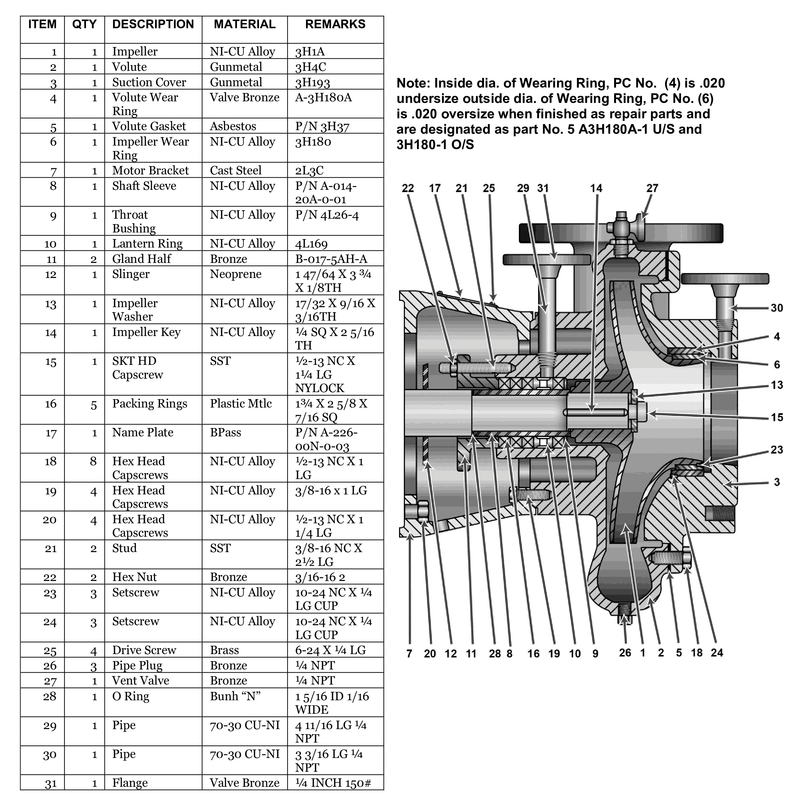 ITEM QTY DESCRIPTION MATERIAL REMARKS
1 1 Impeller NI-CU Alloy 3H1A
2 1 Volute Gunmetal 3H4C
3 1 Suction Cover Gunmetal 3H193
4 1 Volute Wear Valve Bronze A-3H180A
Ring
5 1 Volute Gasket Asbestos P/N 3H37
6 1 Impeller Wear NI-CU Alloy 3H180
Ring
7 1 Motor Bracket Cast Steel 2L3C
8 1 Shaft Sleeve NI-CU Alloy P/N A-014-
20A-0-01
9 1 Throat NI-CU Alloy P/N 4L26-4
Bushing
10 1 Lantern Ring NI-CU Alloy 4L169
11 2 Gland Half Bronze B-017-5AH-A
12 1 Slinger Neoprene 1 47/64 X 3 ¾
X 1/8TH
13 1 Impeller NI-CU Alloy 17/32 X 9/16 X
Washer 3/16TH
14 1 Impeller Key NI-CU Alloy ¼ SQ X 2 5/16
TH
15 1 SKT HD SST ½-13 NC X
Capscrew 1¼ LG
NYLOCK
16 5 Packing Rings Plastic Mtlc 1¾ X 2 5/8 X
7/16 SQ
17 1 Name Plate BPass P/N A-226-
00N-0-03
18 8 Hex Head NI-CU Alloy ½-13 NC X 1
Capscrews LG
19 4 Hex Head NI-CU Alloy 3/8-16 x 1 LG
Capscrews
20 4 Hex Head NI-CU Alloy ½-13 NC X 1
Capscrews 1/4 LG
21 2 Stud SST 3/8-16 NC X
2½ LG
22 2 Hex Nut Bronze 3/16-16 2
23 3 Setscrew NI-CU Alloy 10-24 NC X ¼
LG CUP
24 3 Setscrew NI-CU Alloy 10-24 NC X ¼
LG CUP
25 4 Drive Screw Brass 6-24 X ¼ LG
26 3 Pipe Plug Bronze ¼ NPT
27 1 Vent Valve Bronze ¼ NPT
28 1 O Ring Bunh “N” 1 5/16 ID 1/16
WIDE
29 1 Pipe 70-30 CU-NI 4 11/16 LG ¼
NPT
30 1 Pipe 70-30 CU-NI 3 3/16 LG ¼
NPT
31 1 Flange Valve Bronze ¼ INCH 150#
Note: Inside dia. of Wearing Ring, PC No. (4) is .020
undersize outside dia. of Wearing Ring, PC No. (6)
is .020 oversize when finished as repair parts and
are designated as part No. 5 A3H180A-1 U/S and
3H180-1 O/S
22 17 21 25 29 31 14 27
30
4
6
13
15
23
3
7 20 12 11 28 8 16 19 10 9 26 1 2 5 18 24